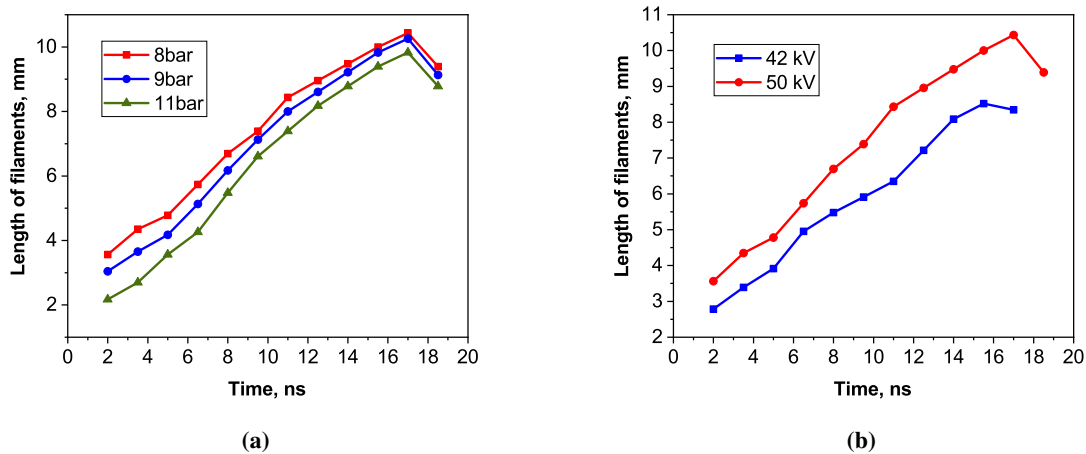 10
8
6
4
2
0 2 4 6 8 10 12 14 16 18 20
Length of filaments, mm
Time, ns
8bar
9bar
11bar
(a)
11
10
9
8
7
6
5
4
3
2
0 2 4 6 8 10 12 14 16 18 20
Length of filaments, mm
Time, ns
42 kV
50 kV
(b)